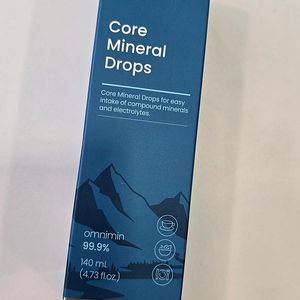 Core
Mineral
Drops
Core Mineral Drops for easy
intake of compound minerals
and electrolytes.
omnimin
99.9%
140 ml.
(4.73 fl.oz.)